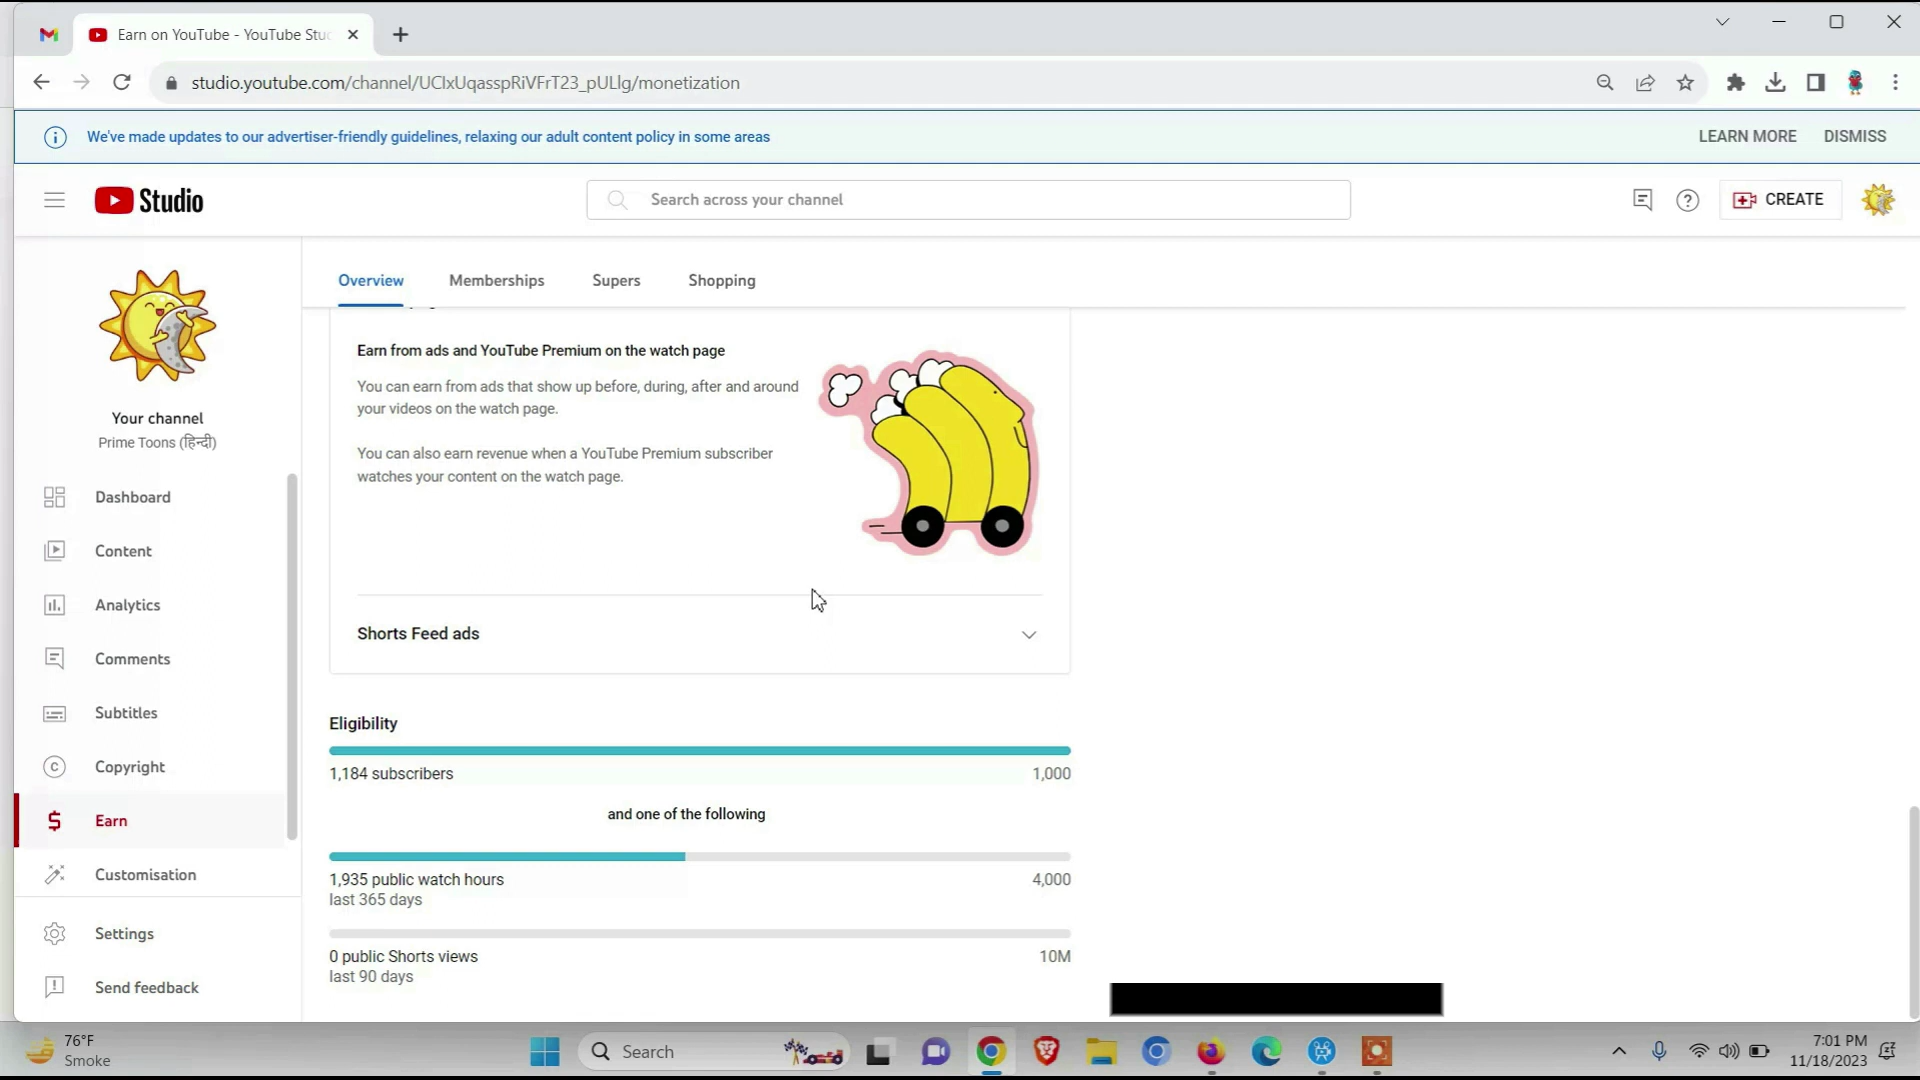 Earn on YouTube - YouTube Stu
studio.youtube.com/channel/UCIxUqasspRiVFrT23_pULlg/monetization
We've made updates to our advertiser-friendly guidelines, relaxing our adult content policy in some areas
LEARN MORE
DISMISS
Studio
Search across your channel
CREATE
Your channel
Prime Toons (हिन्दी)
Dashboard
Content
Analytics
Comments
Subtitles
Copyright
Earn
Customisation
Settings
Send feedback
Overview
Memberships
Supers
Shopping
Earn from ads and YouTube Premium on the watch page
You can earn from ads that show up before, during, after and around
your videos on the watch page.
You can also earn revenue when a YouTube Premium subscriber
watches your content on the watch page.
Shorts Feed ads
Eligibility
1,184 subscribers
1,000
and one of the following
1,935 public watch hours
4,000
last 365 days
0 public Shorts views
10M
last 90 days
76°F
Smoke
Search
7:01 PM
11/18/2023